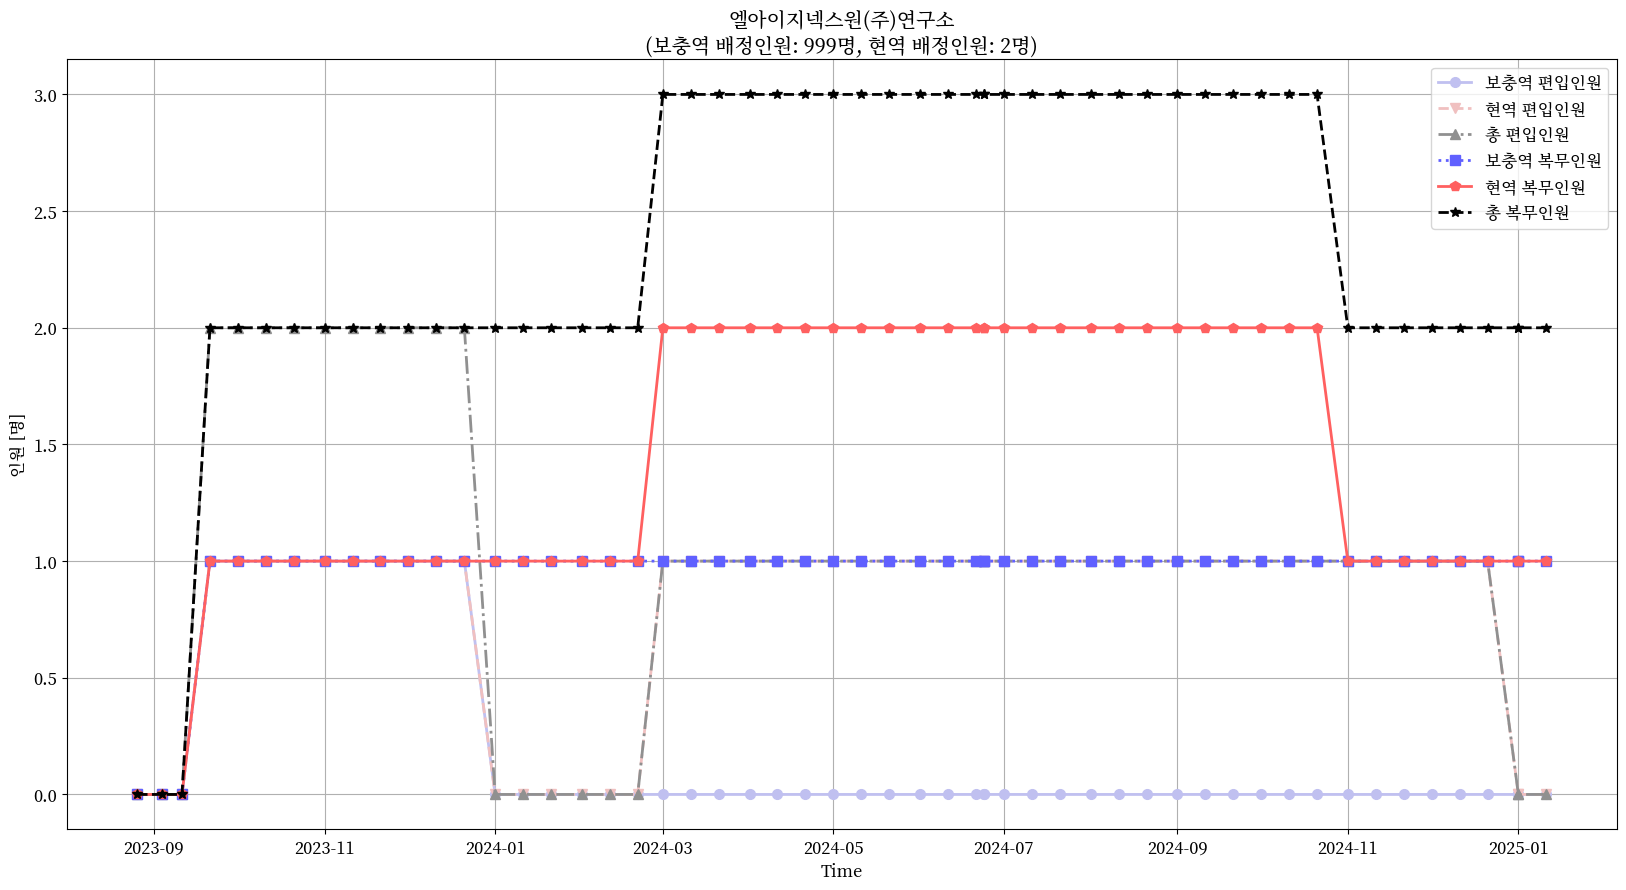 엘아이지넥스원(주)연구소
(보충역 배정인원: 999명, 현역 배정인원: 2명)
보충역 편입인원
현역 편입인원
총 편입인원
보충역 복무인원
현역 복무인원
총 복무인원
인원 [명]
3.0
2.5
2.0
1.5
1.0
0.5
0.0
2023-09
2023-11
2024-01
2024-03
2024-05
2024-07
2024-09
2024-11
2025-01
Time